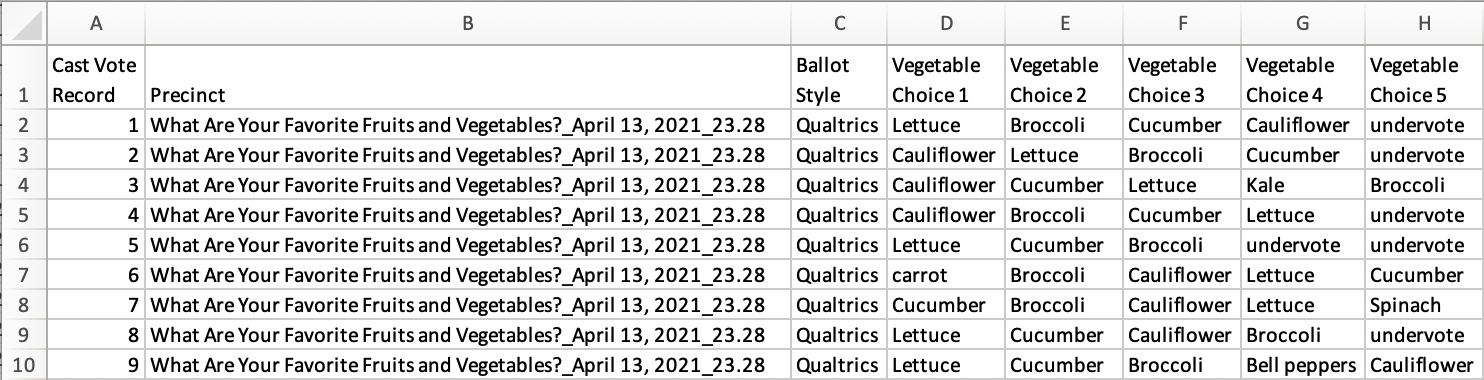 A B C D E F G H
Cast Vote Ballot Vegetable Vegetable Vegetable Vegetable Vegetable
1 Record Precinct Style Choice 1 Choice 2 Choice 3 Choice 4 Choice 5
2 1 What Are Your Favorite Fruits and Vegetables?_April 13, 2021_23.28 Qualtrics Lettuce Broccoli Cucumber Cauliflower undervote
3 2 What Are Your Favorite Fruits and Vegetables?_April 13, 2021_23.28 Qualtrics Cauliflower Lettuce Broccoli Cucumber undervote
4 3 What Are Your Favorite Fruits and Vegetables?_April 13, 2021_23.28 Qualtrics Cauliflower Cucumber Lettuce Kale Broccoli
5 4 What Are Your Favorite Fruits and Vegetables?_April 13, 2021_23.28 Qualtrics Cauliflower Broccoli Cucumber Lettuce undervote
6 5 What Are Your Favorite Fruits and Vegetables?_April 13, 2021_23.28 Qualtrics Lettuce Cucumber Broccoli undervote undervote
7 6 What Are Your Favorite Fruits and Vegetables?_April 13, 2021_23.28 Qualtrics carrot Broccoli Cauliflower Lettuce Cucumber
8 7 What Are Your Favorite Fruits and Vegetables?_April 13, 2021_23.28 Qualtrics Cucumber Broccoli Cauliflower Lettuce Spinach
9 8 What Are Your Favorite Fruits and Vegetables?_April 13, 2021_23.28 Qualtrics Lettuce Cucumber Cauliflower Broccoli undervote
10 9 What Are Your Favorite Fruits and Vegetables?_April 13, 2021_23.28 Qualtrics Lettuce Cucumber Broccoli Bell peppers Cauliflower